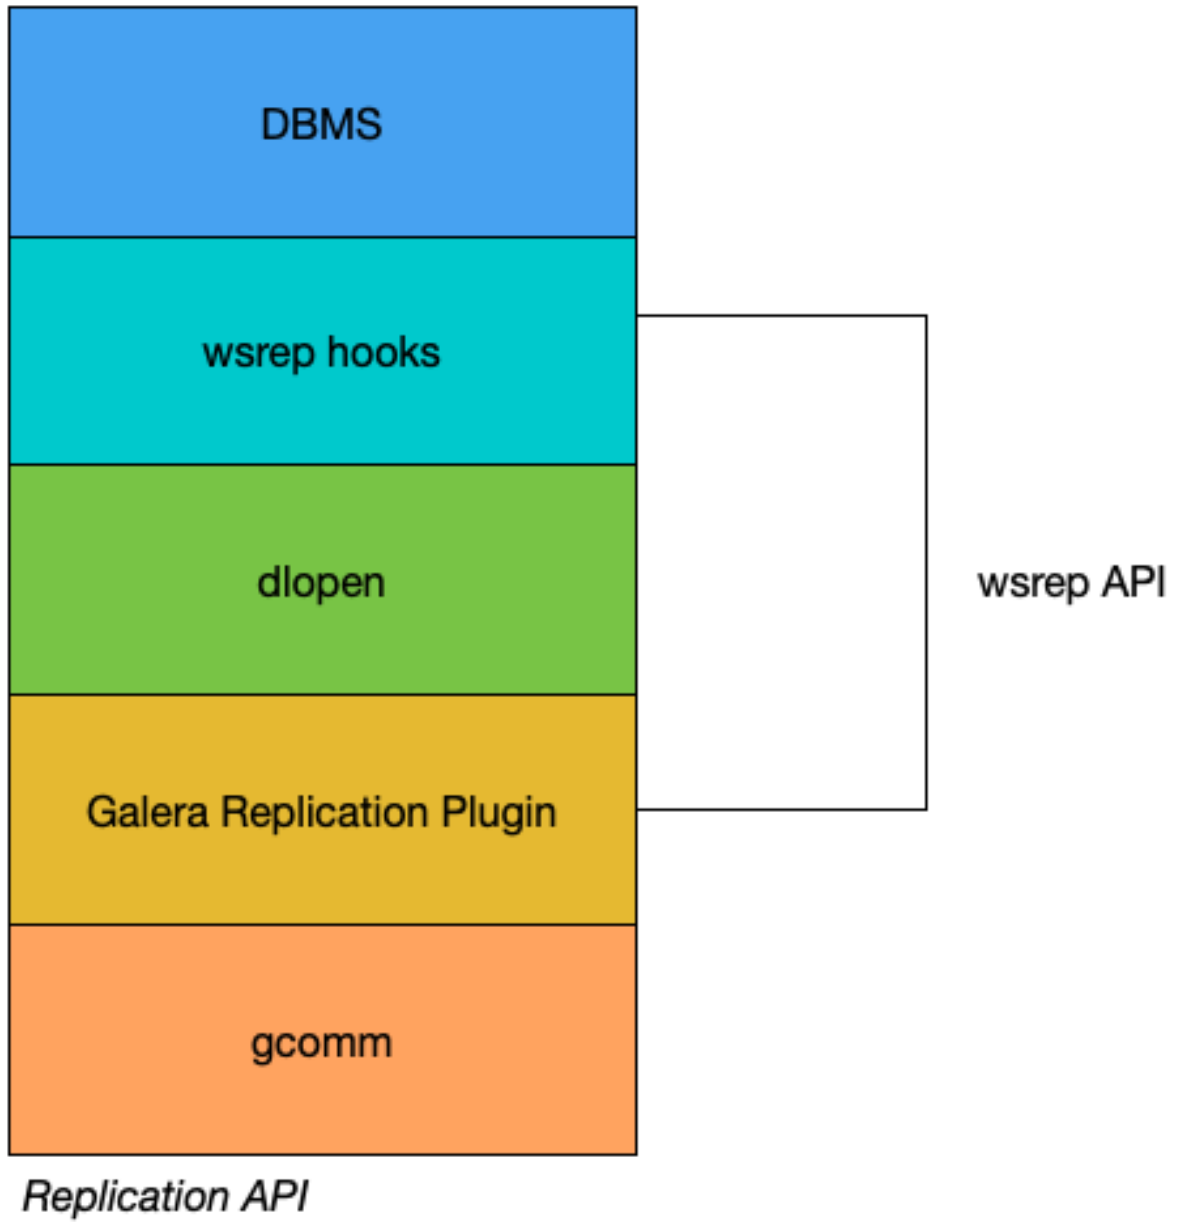 DBMS
wsrep hooks
dlopen
wsrep API
Galera Replication Plugin
gcomm
Replication API